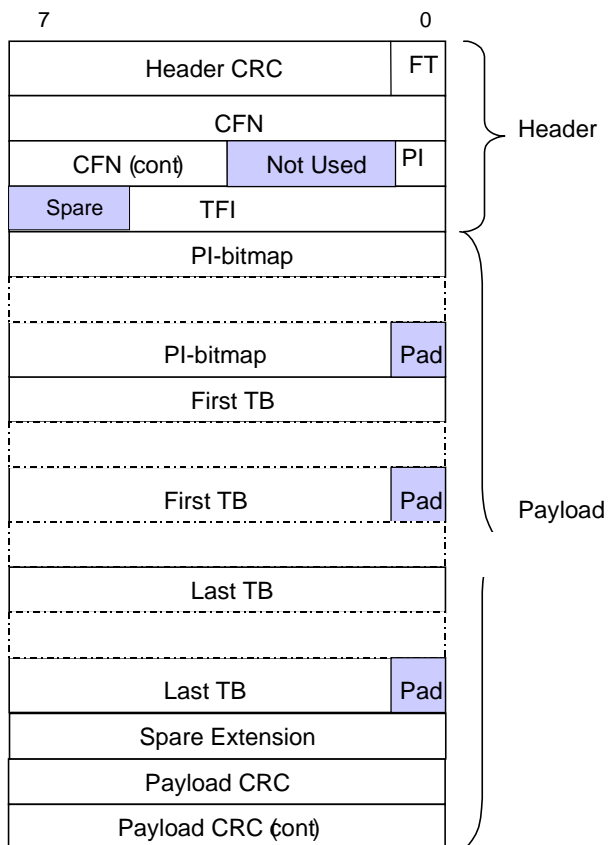 7 0
Header CRC FT
CFN
Header
CFN (cont) Not Used PI
Spare TFI
PI-bitmap
PI-bitmap Pad
First TB
First TB Pad
Payload
Last TB
Last TB Pad
Spare Extension
Payload CRC
Payload CRC (cont)